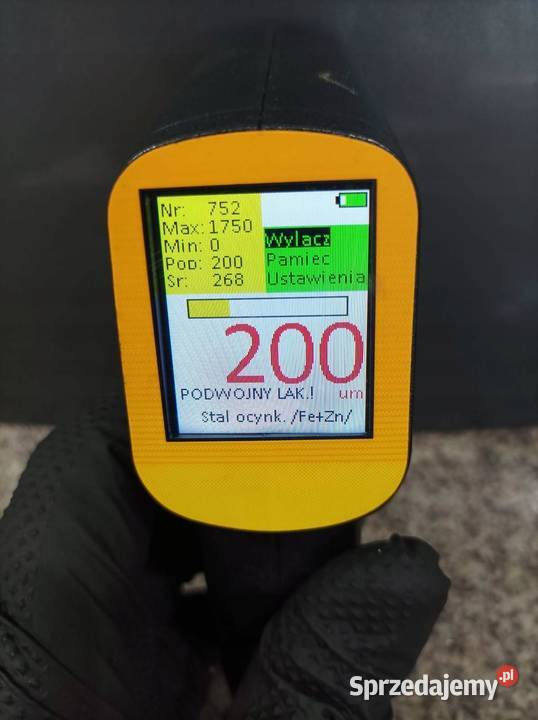 Nr: 752
Max: 1750
Min: 0
Pop: 200
Sr: 268
Wylacz
Pamiec
Ustawienia
200
um
PODWOJNY LAK.!
Stal ocynk. /Fe+Zn/
Sprzedajemy.pl